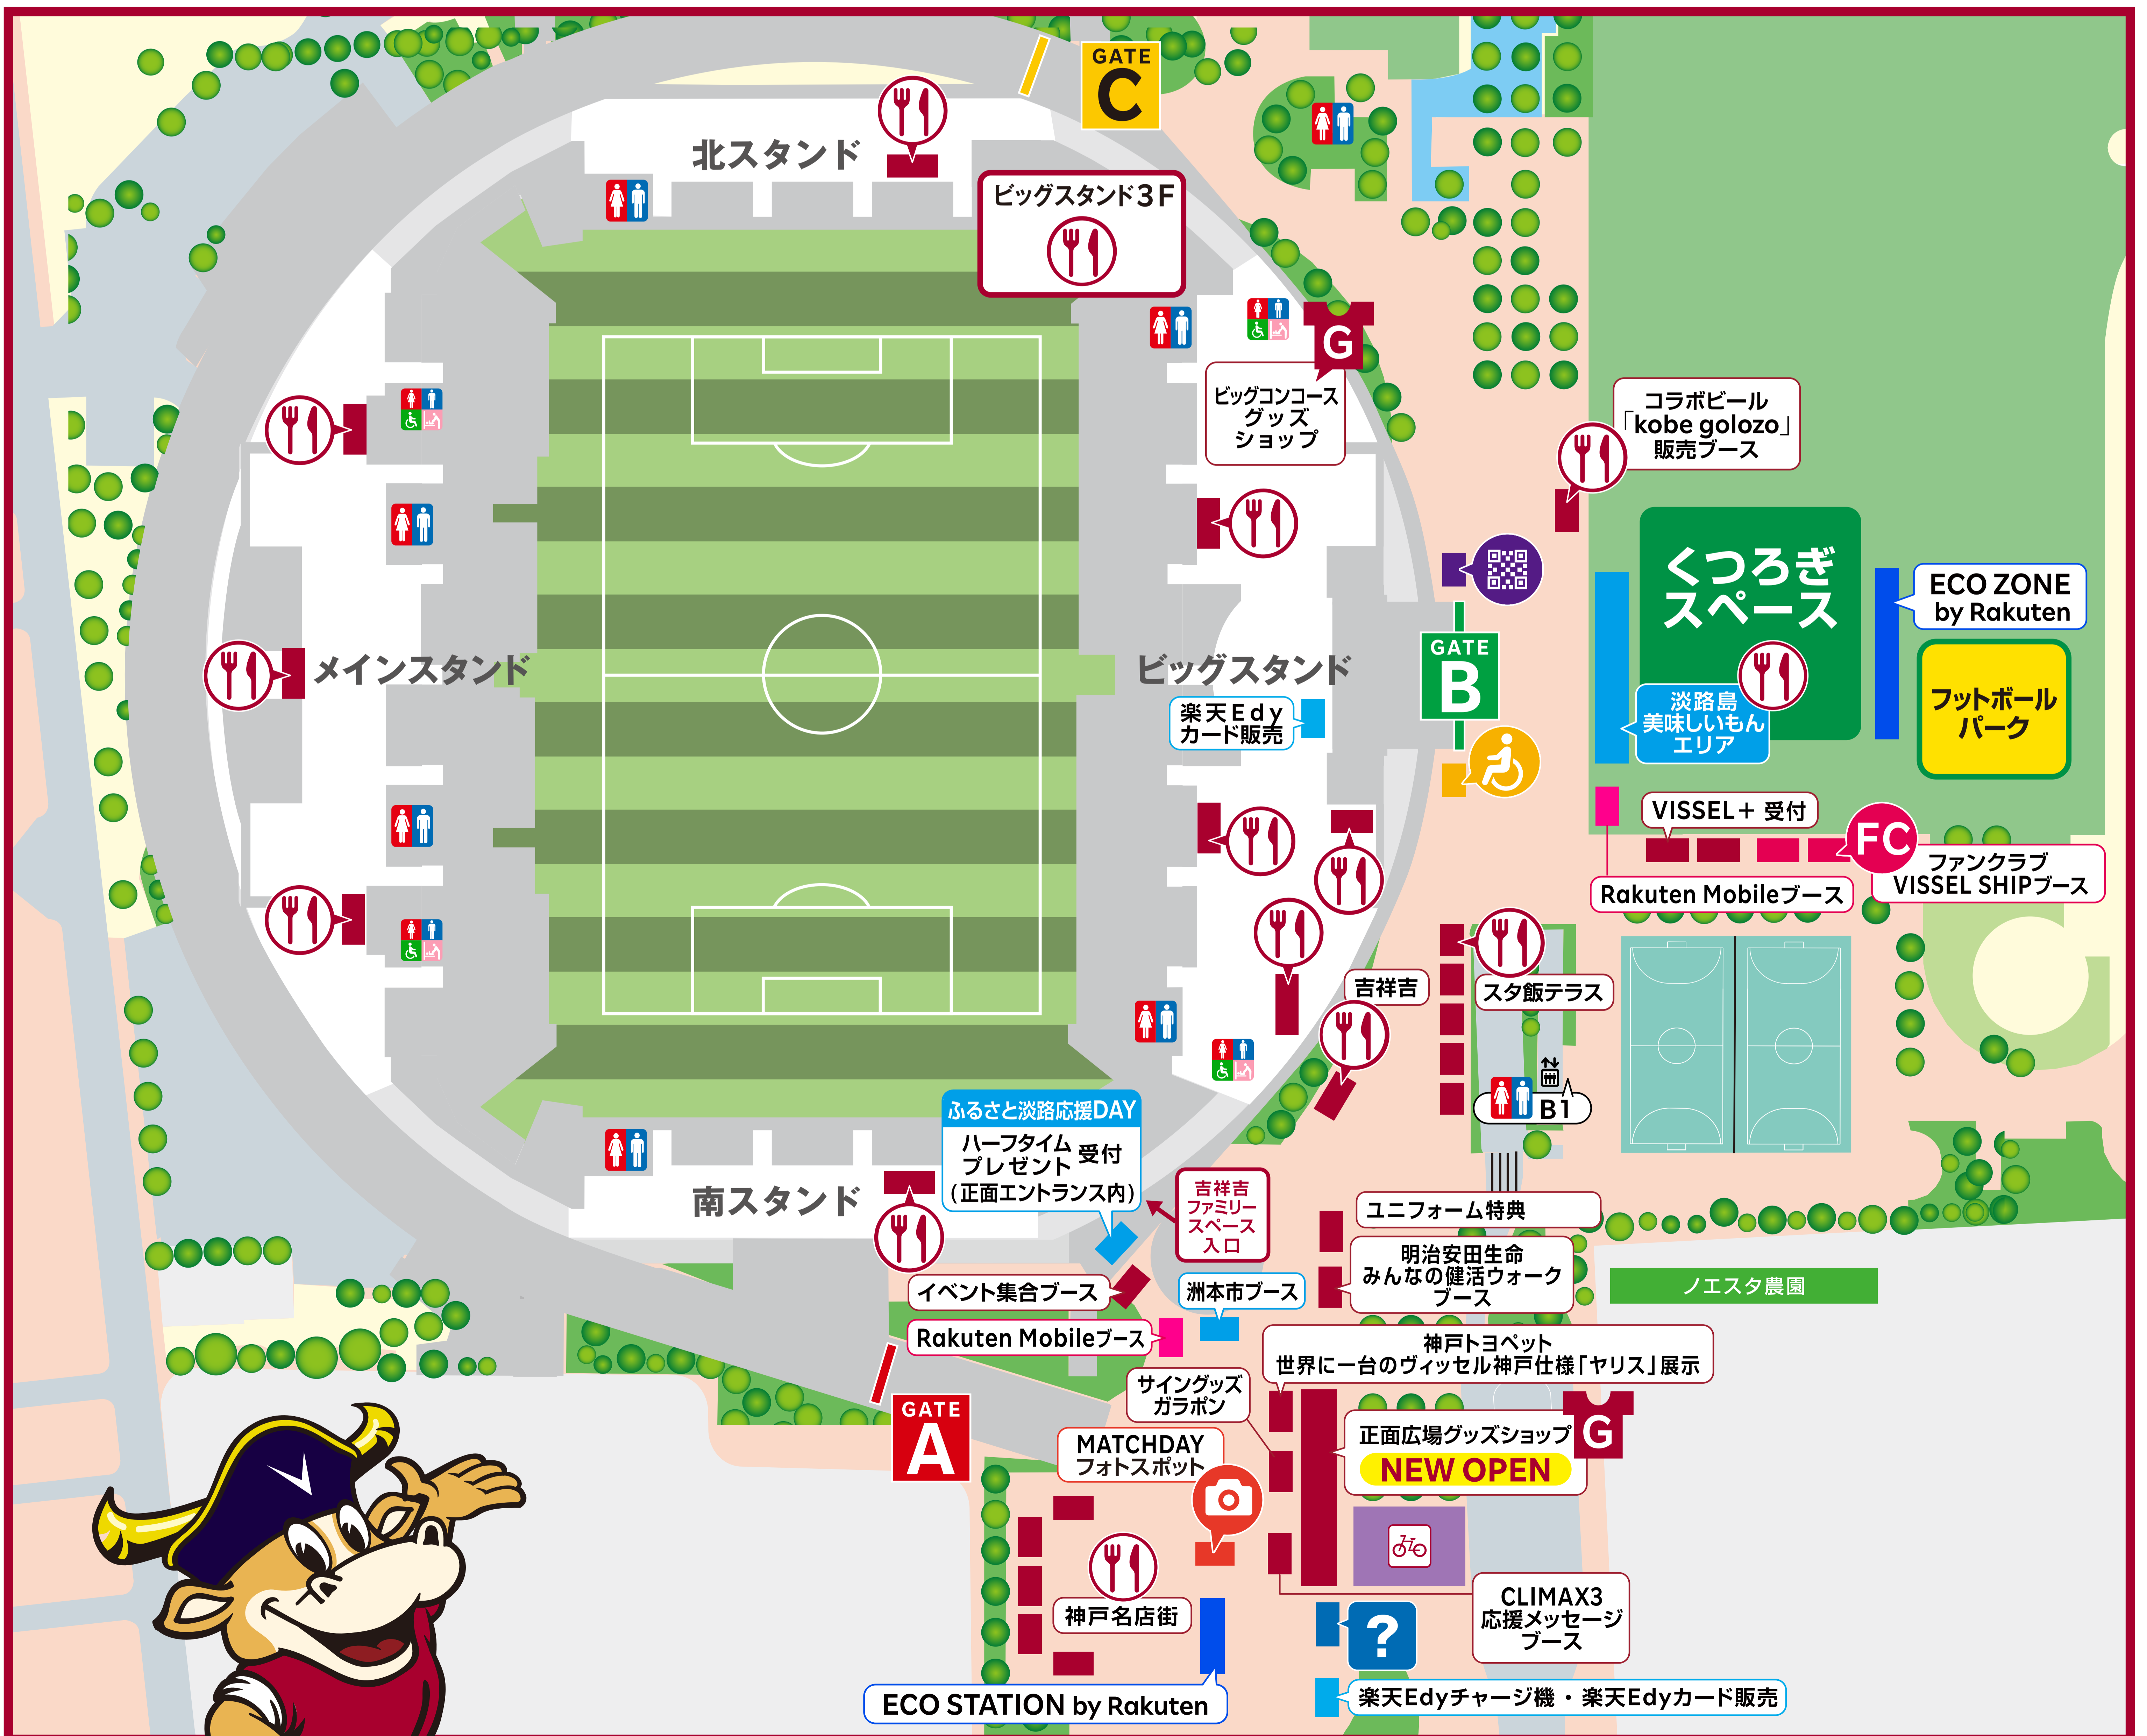 GATE
C
北スタンド
ビッグスタンド3F
G
ビッグコンコース
グッズ
ショップ
コラボビール
「kobe golozo」
販売ブース
くつろぎ
スペース
ECO ZONE
by Rakuten
メインスタンド
ビッグスタンド
GATE
B
楽天Edy
カード販売
淡路島
美味しいもん
エリア
フットボール
パーク
VISSEL＋ 受付
FC
ファンクラブ
VISSEL SHIPブース
Rakuten Mobileブース
吉祥吉
スタ飯テラス
B1
ふるさと淡路応援DAY
ハーフタイム
プレゼント 受付
(正面エントランス内)
南スタンド
吉祥吉
ファミリー
スペース
入口
ユニフォーム特典
明治安田生命
みんなの健活ウォーク
ブース
ノエスタ農園
イベント集合ブース
洲本市ブース
Rakuten Mobileブース
神戸トヨペット
世界に一台のヴィッセル神戸仕様「ヤリス」展示
サイングッズ
ガラポン
GATE
A
MATCHDAY
フォトスポット
正面広場グッズショップ
G
NEW OPEN
神戸名店街
CLIMAX3
応援メッセージ
ブース
?
ECO STATION by Rakuten
楽天Edyチャージ機・楽天Edyカード販売